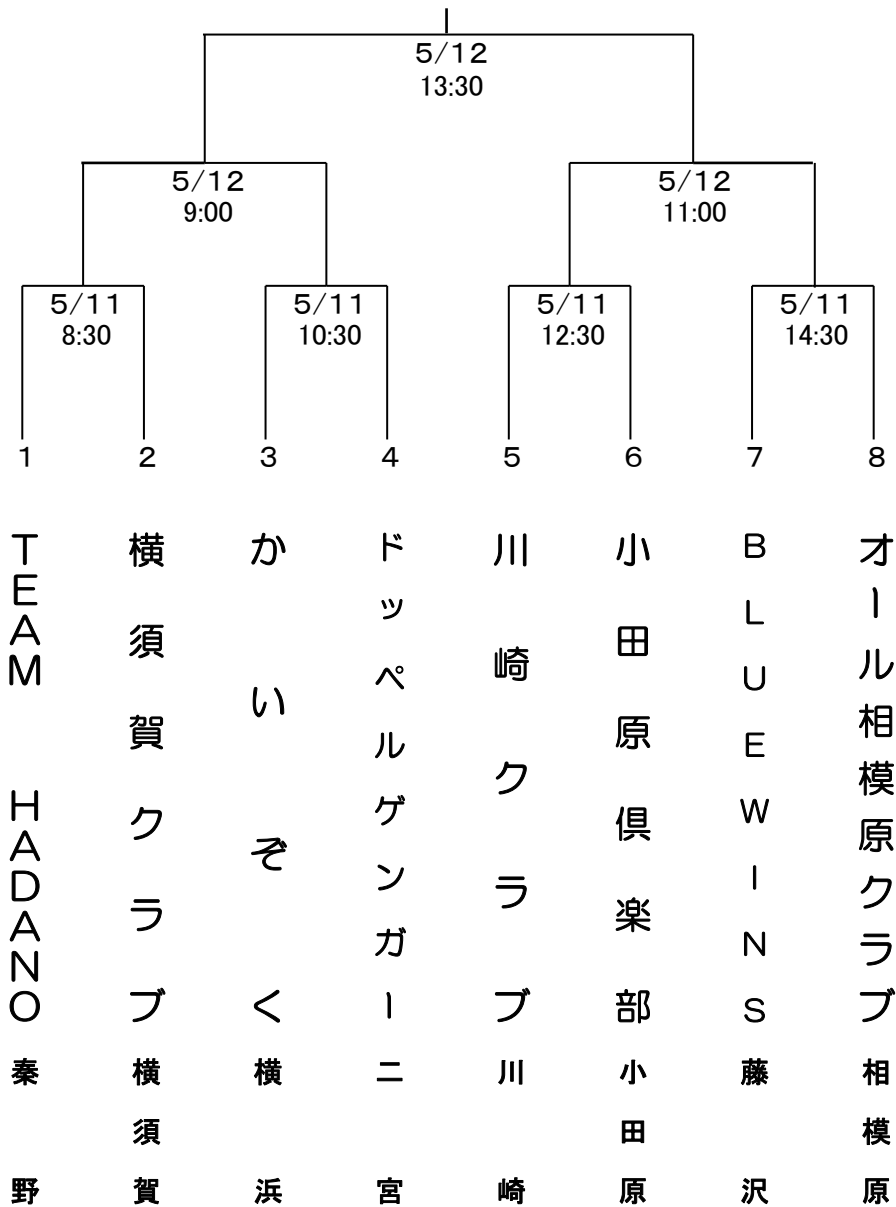 5/12
13:30
5/12
9:00
5/12
11:00
5/11
8:30
5/11
10:30
5/11
12:30
5/11
14:30
1
2
3
4
5
6
7
8
TEAM HADANO
横須賀クラブ
かいぞく
ドッペルゲンガー
川崎クラブ
小田原倶楽部
BLUEWINS
オール相模原クラブ
秦野
横須賀
横浜
二宮
川崎
小田原
藤沢
相模原